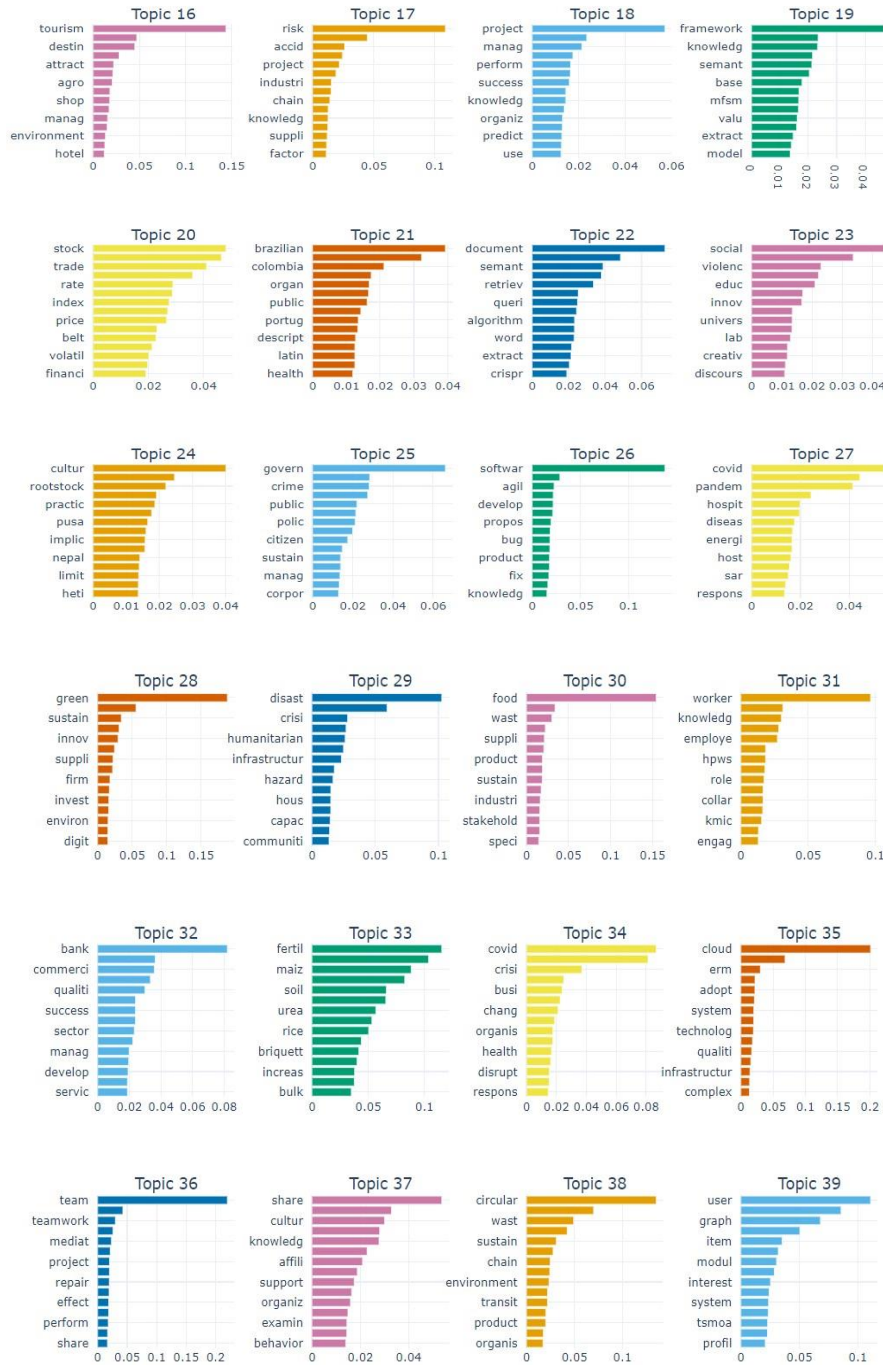 Topic 16
tourism
destin
attract
agro
shop
manag
environment
hotel
0 0.05 0.1 0.15
Topic 17
risk
accid
project
industri
chain
knowledg
suppli
factor
0 0.05 0.1
Topic 18
project
manag
perform
success
knowledg
organiz
predict
use
0 0.02 0.04 0.06
Topic 19
framework
knowledg
semant
base
mfsm
valu
extract
model
0 0.01 0.02 0.03 0.04
Topic 20
stock
trade
rate
index
price
belt
volatil
financi
0 0.02 0.04
Topic 21
brazilian
colombia
organ
public
portug
descript
latin
health
0 0.01 0.02 0.03 0.04
Topic 22
document
semant
retriev
queri
algorithm
word
extract
crispr
0 0.02 0.04 0.06
Topic 23
social
violenc
educ
innov
univers
lab
creativ
discours
0 0.01 0.02 0.03 0.04
Topic 24
cultur
rootstock
practic
pusa
implic
nepal
limit
heti
0 0.01 0.02 0.03 0.04
Topic 25
govern
crime
public
polic
citizen
sustain
manag
corpor
0 0.02 0.04 0.06
Topic 26
softwar
agil
develop
propos
bug
product
fix
knowledg
0 0.05 0.1
Topic 27
covid
pandem
hospit
diseas
energi
host
sar
respons
0 0.02 0.04
Topic 28
green
sustain
innov
suppli
firm
invest
environ
digit
0 0.05 0.1 0.15
Topic 29
disast
crisi
humanitarian
infrastructur
hazard
hous
capac
communiti
0 0.05 0.1
Topic 30
food
wast
suppli
product
sustain
industri
stakehold
speci
0 0.05 0.1 0.15
Topic 31
worker
knowledg
employe
hpws
role
collar
kmic
engag
0 0.05 0.1
Topic 32
bank
commerci
qualiti
success
sector
manag
develop
servic
0 0.02 0.04 0.06 0.08
Topic 33
fertil
maiz
soil
urea
rice
briquett
increas
bulk
0 0.05 0.1
Topic 34
covid
crisi
busi
chang
organis
health
disrupt
respons
0 0.02 0.04 0.06 0.08
Topic 35
cloud
erm
adopt
system
technolog
qualiti
infrastructur
complex
0 0.05 0.1 0.15 0.2
Topic 36
team
teamwork
mediat
project
repair
effect
perform
share
0 0.05 0.1 0.15 0.2
Topic 37
share
cultur
knowledg
affili
support
organiz
examin
behavior
0 0.02 0.04
Topic 38
circular
wast
sustain
chain
environment
transit
product
organis
0 0.05 0.1
Topic 39
user
graph
item
modul
interest
system
tsmoa
profil
0 0.05 0.1